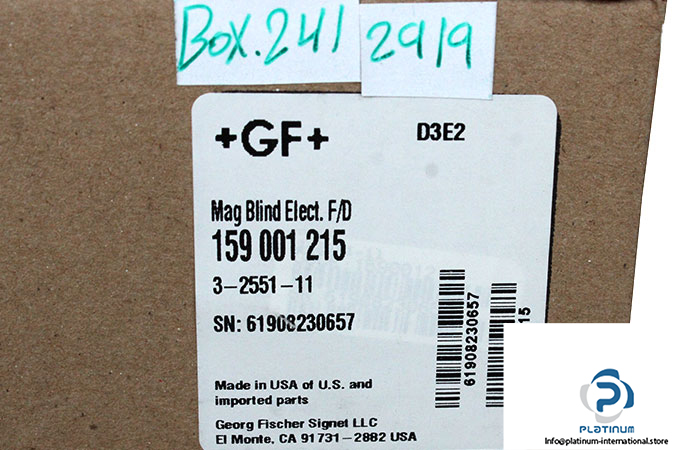 Box.241
2919
+GF+
D3E2
Mag Blind Elect. F/D
159 001 215
3-2551-11
SN: 61908230657
61908230657
15
Made in USA of U.S. and
imported parts
Georg Fischer Signet LLC
El Monte, CA 91731-2882 USA
PLATINUM
info@platinum-international.store